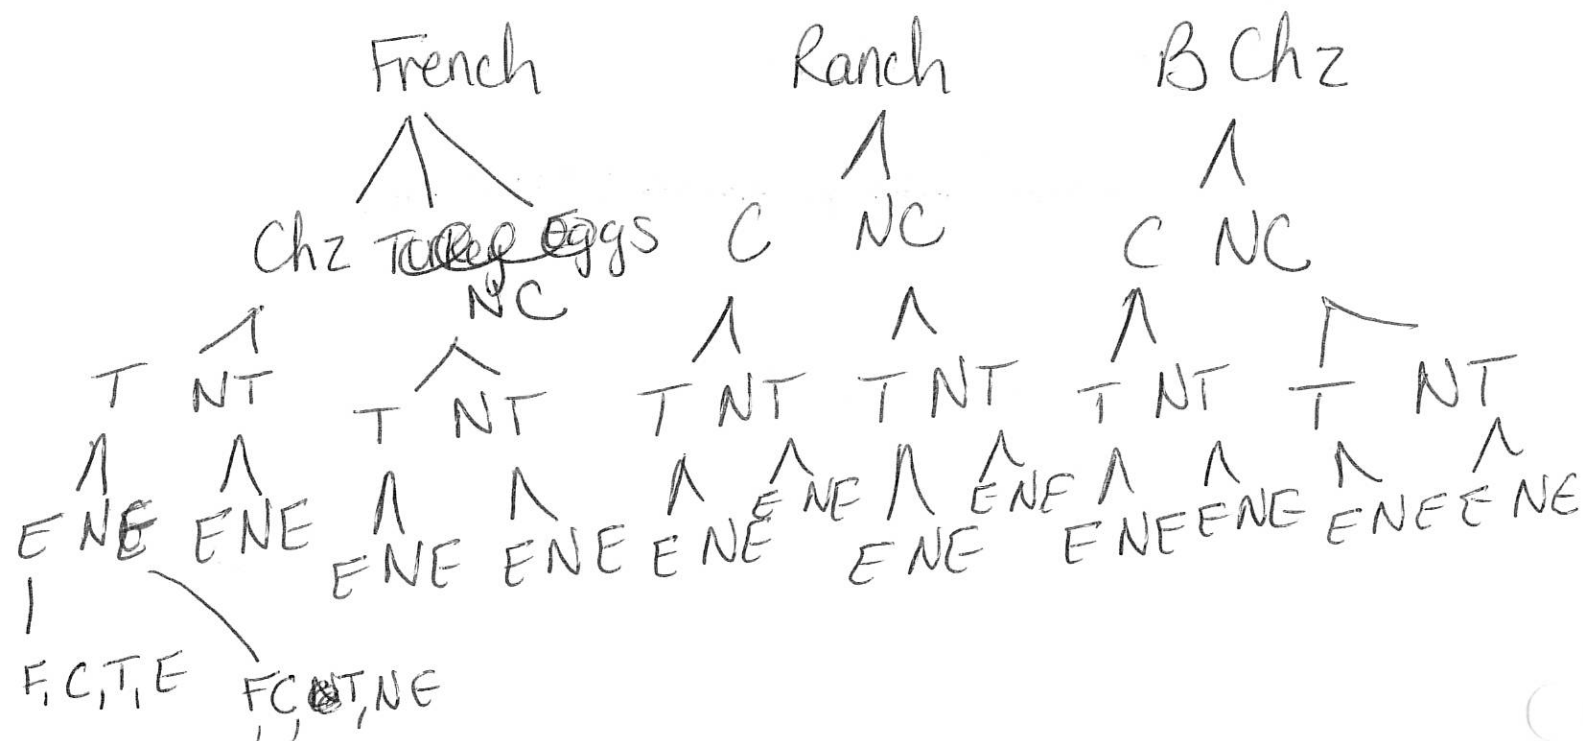 French Ranch B Chz
Chz Turkey Eggs C NC C NC
NC
T NT T NT T NT T NT T NT T NT
E NE E NE E NE E NE E NE E NE E NE E NE E NE E NE E NE E NE
F, C, T, E F, C, T, NE